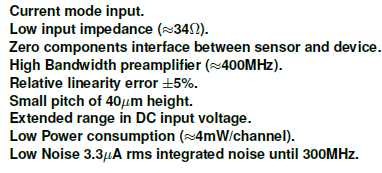 Current mode input.
Low input impedance (≈34Ω).
Zero components interface between sensor and device.
High Bandwidth preamplifier (≈400MHz).
Relative linearity error ±5%.
Small pitch of 40μm height.
Extended range in DC input voltage.
Low Power consumption (≈4mW/channel).
Low Noise 3.3μA rms integrated noise until 300MHz.